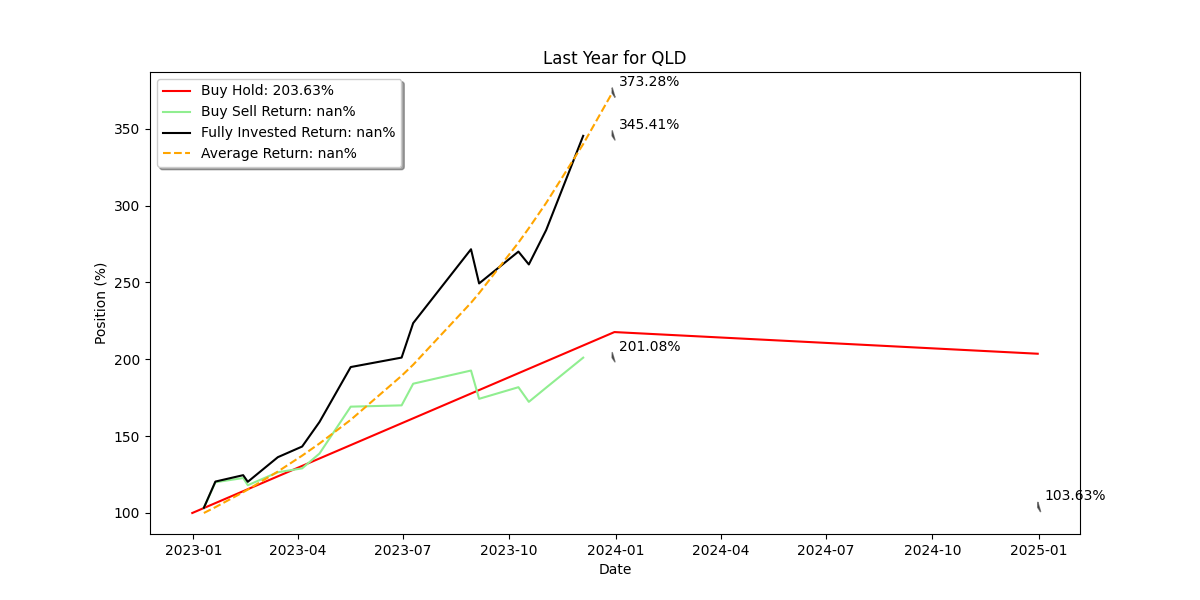 Last Year for QLD
Buy Hold: 203.63%
Buy Sell Return: nan%
Fully Invested Return: nan%
Average Return: nan%
373.28%
345.41%
201.08%
103.63%
350
300
250
200
150
100
Position (%)
2023-01
2023-04
2023-07
2023-10
2024-01
2024-04
2024-07
2024-10
2025-01
Date